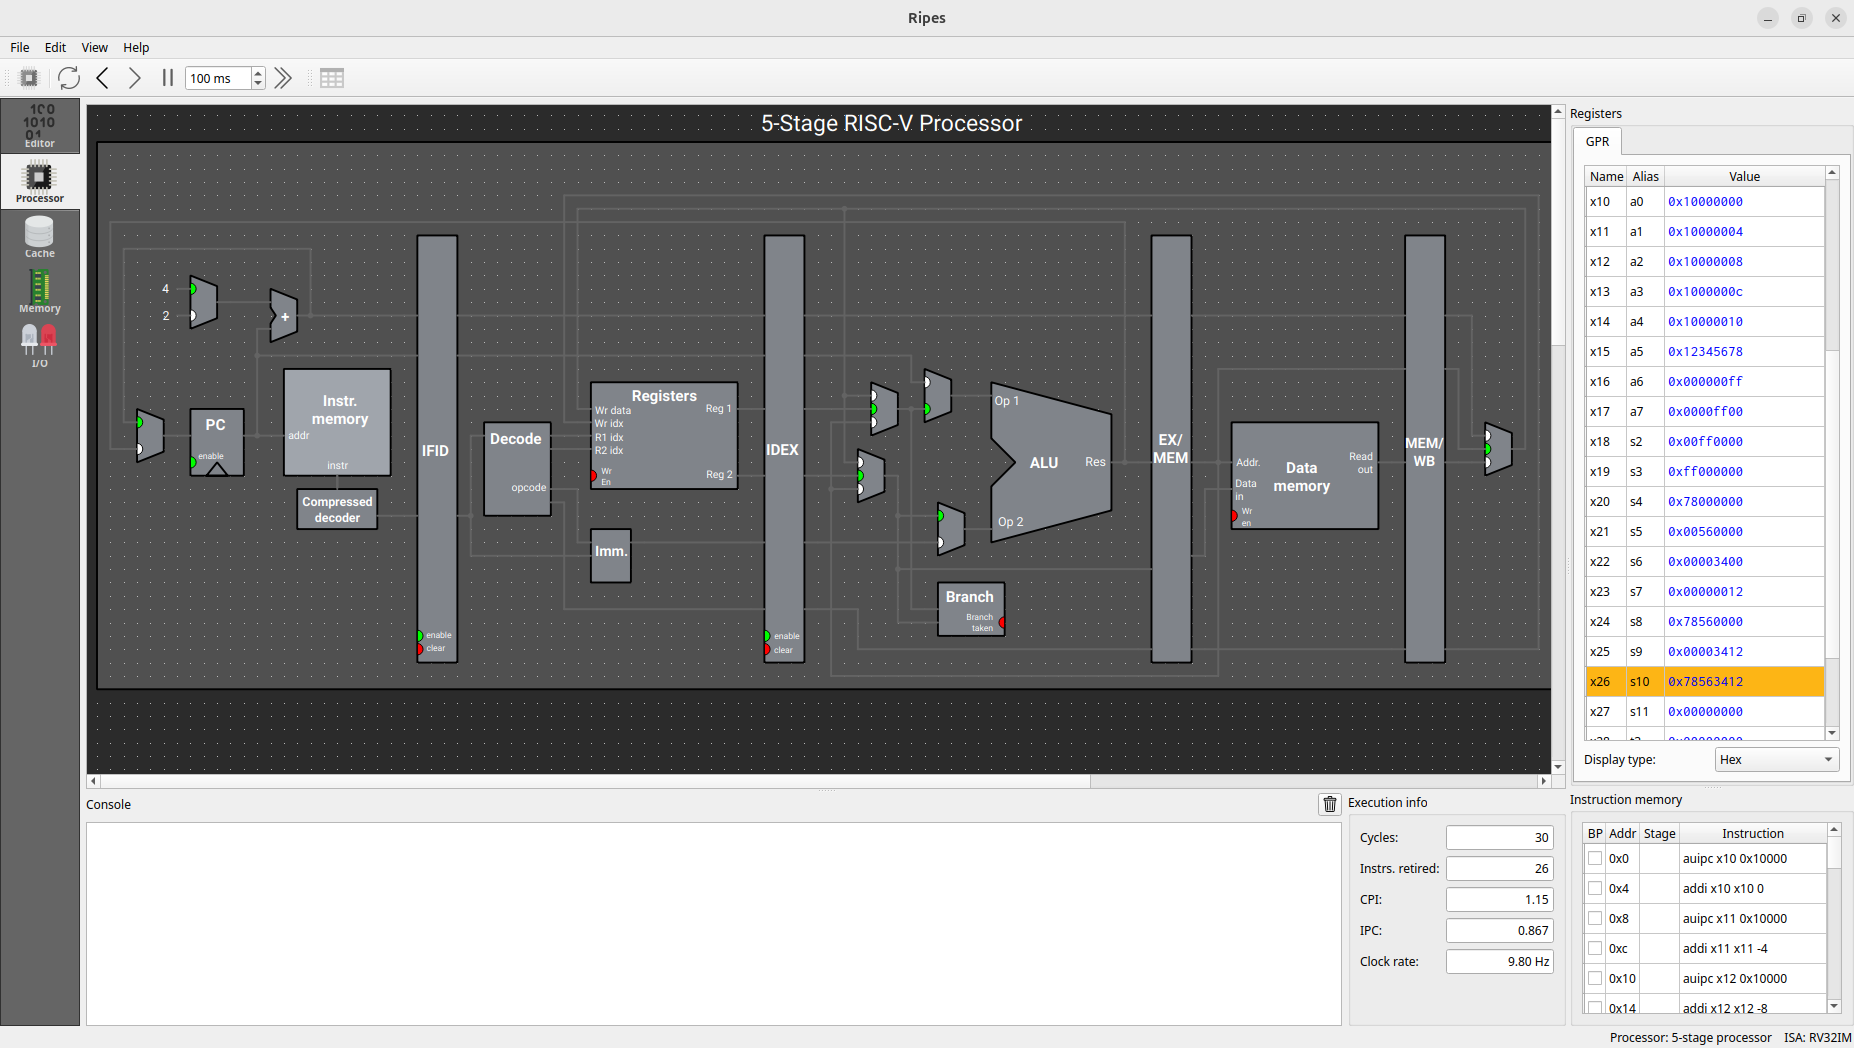 Ripes
File Edit View Help
100 ms
100
1010
01
Editor
Processor
Cache
Memory
I/O
5-Stage RISC-V Processor
4
2
+
PC
enable
Instr.
memory
addr
instr
Compressed
decoder
IFID
enable
clear
Decode
opcode
Registers
Wr data
Wr idx
R1 idx
R2 idx
Wr
En
Reg 1
Reg 2
Imm.
IDEX
enable
clear
Op 1
ALU
Res
Op 2
Branch
Branch
taken
EX/
MEM
Addr.
Data
in
Wr
en
Data
memory
Read
out
MEM/
WB
Registers
GPR
Name Alias Value
x10 a0 0x10000000
x11 a1 0x10000004
x12 a2 0x10000008
x13 a3 0x1000000c
x14 a4 0x10000010
x15 a5 0x12345678
x16 a6 0x000000ff
x17 a7 0x0000ff00
x18 s2 0x00ff0000
x19 s3 0xff000000
x20 s4 0x78000000
x21 s5 0x00560000
x22 s6 0x00003400
x23 s7 0x00000012
x24 s8 0x78560000
x25 s9 0x00003412
x26 s10 0x78563412
x27 s11 0x00000000
Display type: Hex
Console
Execution info
Cycles: 30
Instrs. retired: 26
CPI: 1.15
IPC: 0.867
Clock rate: 9.80 Hz
Instruction memory
BP Addr Stage Instruction
0x0 auipc x10 0x10000
0x4 addi x10 x10 0
0x8 auipc x11 0x10000
0xc addi x11 x11 -4
0x10 auipc x12 0x10000
0x14 addi x12 x12 -8
Processor: 5-stage processor ISA: RV32IM